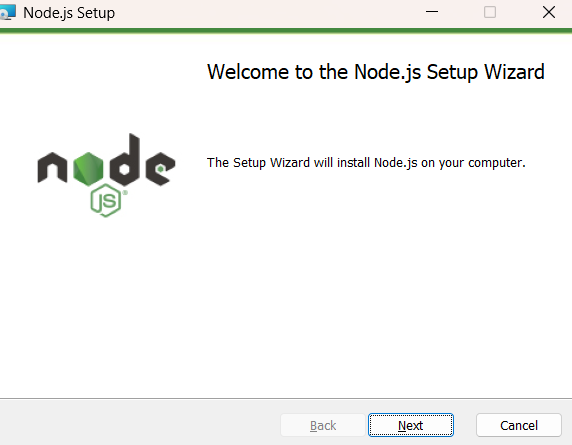 Node.js Setup
Welcome to the Node.js Setup Wizard
node
JS
The Setup Wizard will install Node.js on your computer.
Back
Next
Cancel